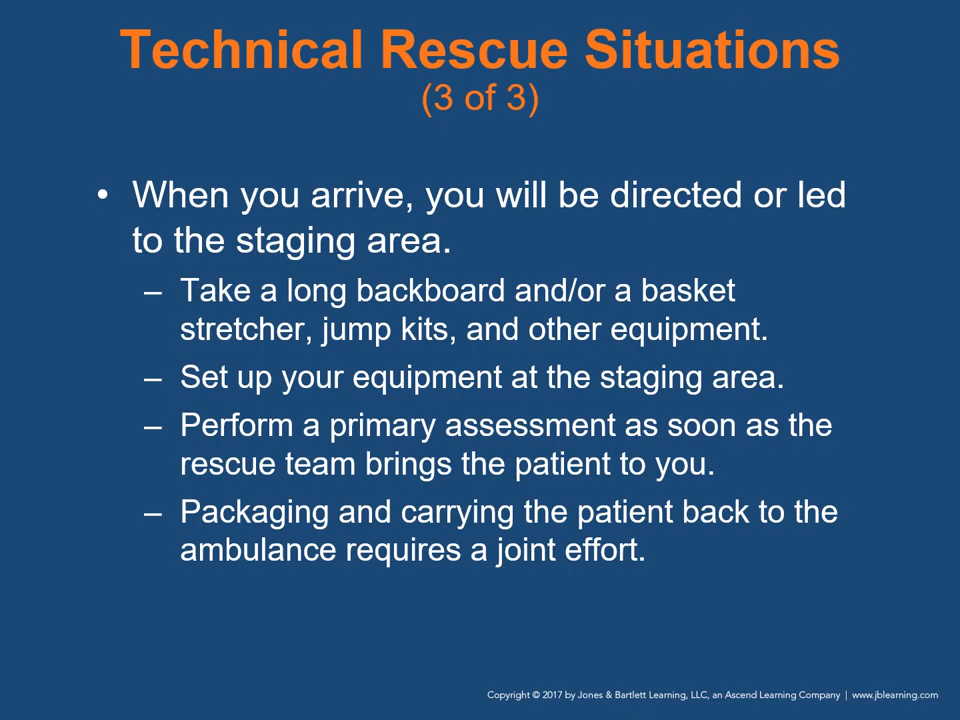 Technical Rescue Situations
(3 of 3)
• When you arrive, you will be directed or led
to the staging area.
– Take a long backboard and/or a basket
stretcher, jump kits, and other equipment.
– Set up your equipment at the staging area.
– Perform a primary assessment as soon as the
rescue team brings the patient to you.
– Packaging and carrying the patient back to the
ambulance requires a joint effort.
Copyright © 2017 by Jones & Bartlett Learning, LLC, an Ascend Learning Company | www.jblearning.com